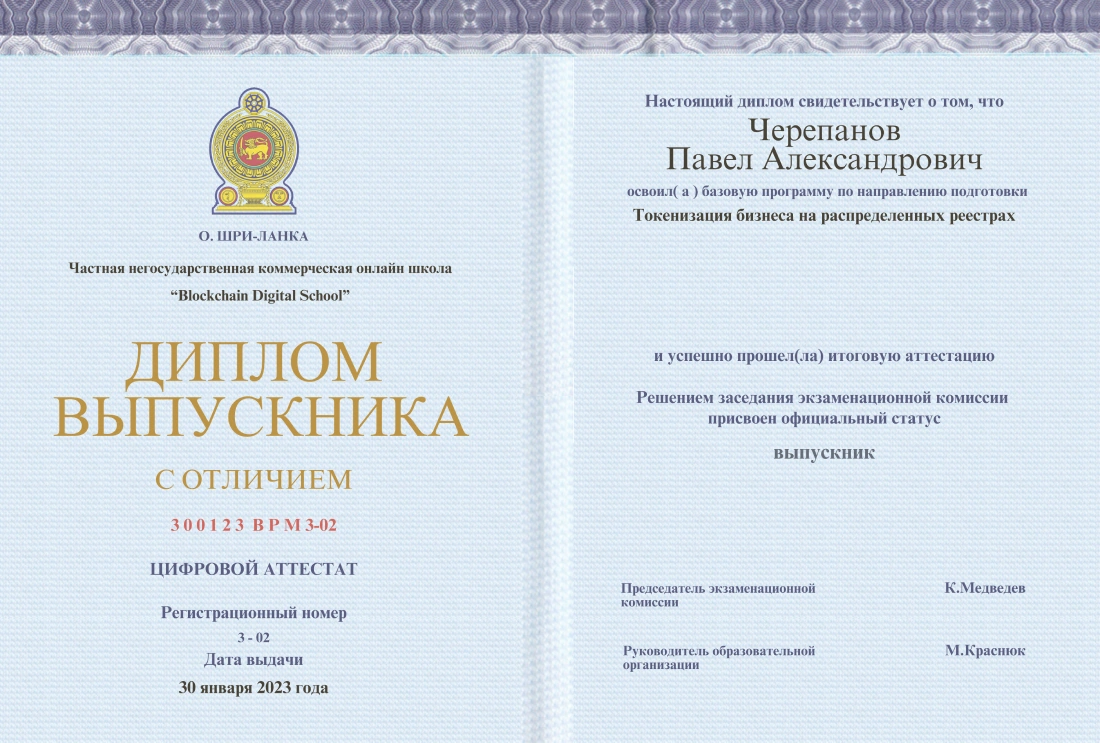 О. ШРИ-ЛАНКА
Частная негосударственная коммерческая онлайн школа
“Blockchain Digital School”
ДИПЛОМ
ВЫПУСКНИКА
С ОТЛИЧИЕМ
3 0 0 1 2 3 В Р М 3-02
ЦИФРОВОЙ АТТЕСТАТ
Регистрационный номер
3 - 02
Дата выдачи
30 января 2023 года
Настоящий диплом свидетельствует о том, что
Черепанов
Павел Александрович
освоил( а ) базовую программу по направлению подготовки
Токенизация бизнеса на распределенных реестрах
и успешно прошел(ла) итоговую аттестацию
Решением заседания экзаменационной комиссии
присвоен официальный статус
выпускник
Председатель экзаменационной
комиссии
К.Медведев
Руководитель образовательной
организации
М.Краснюк